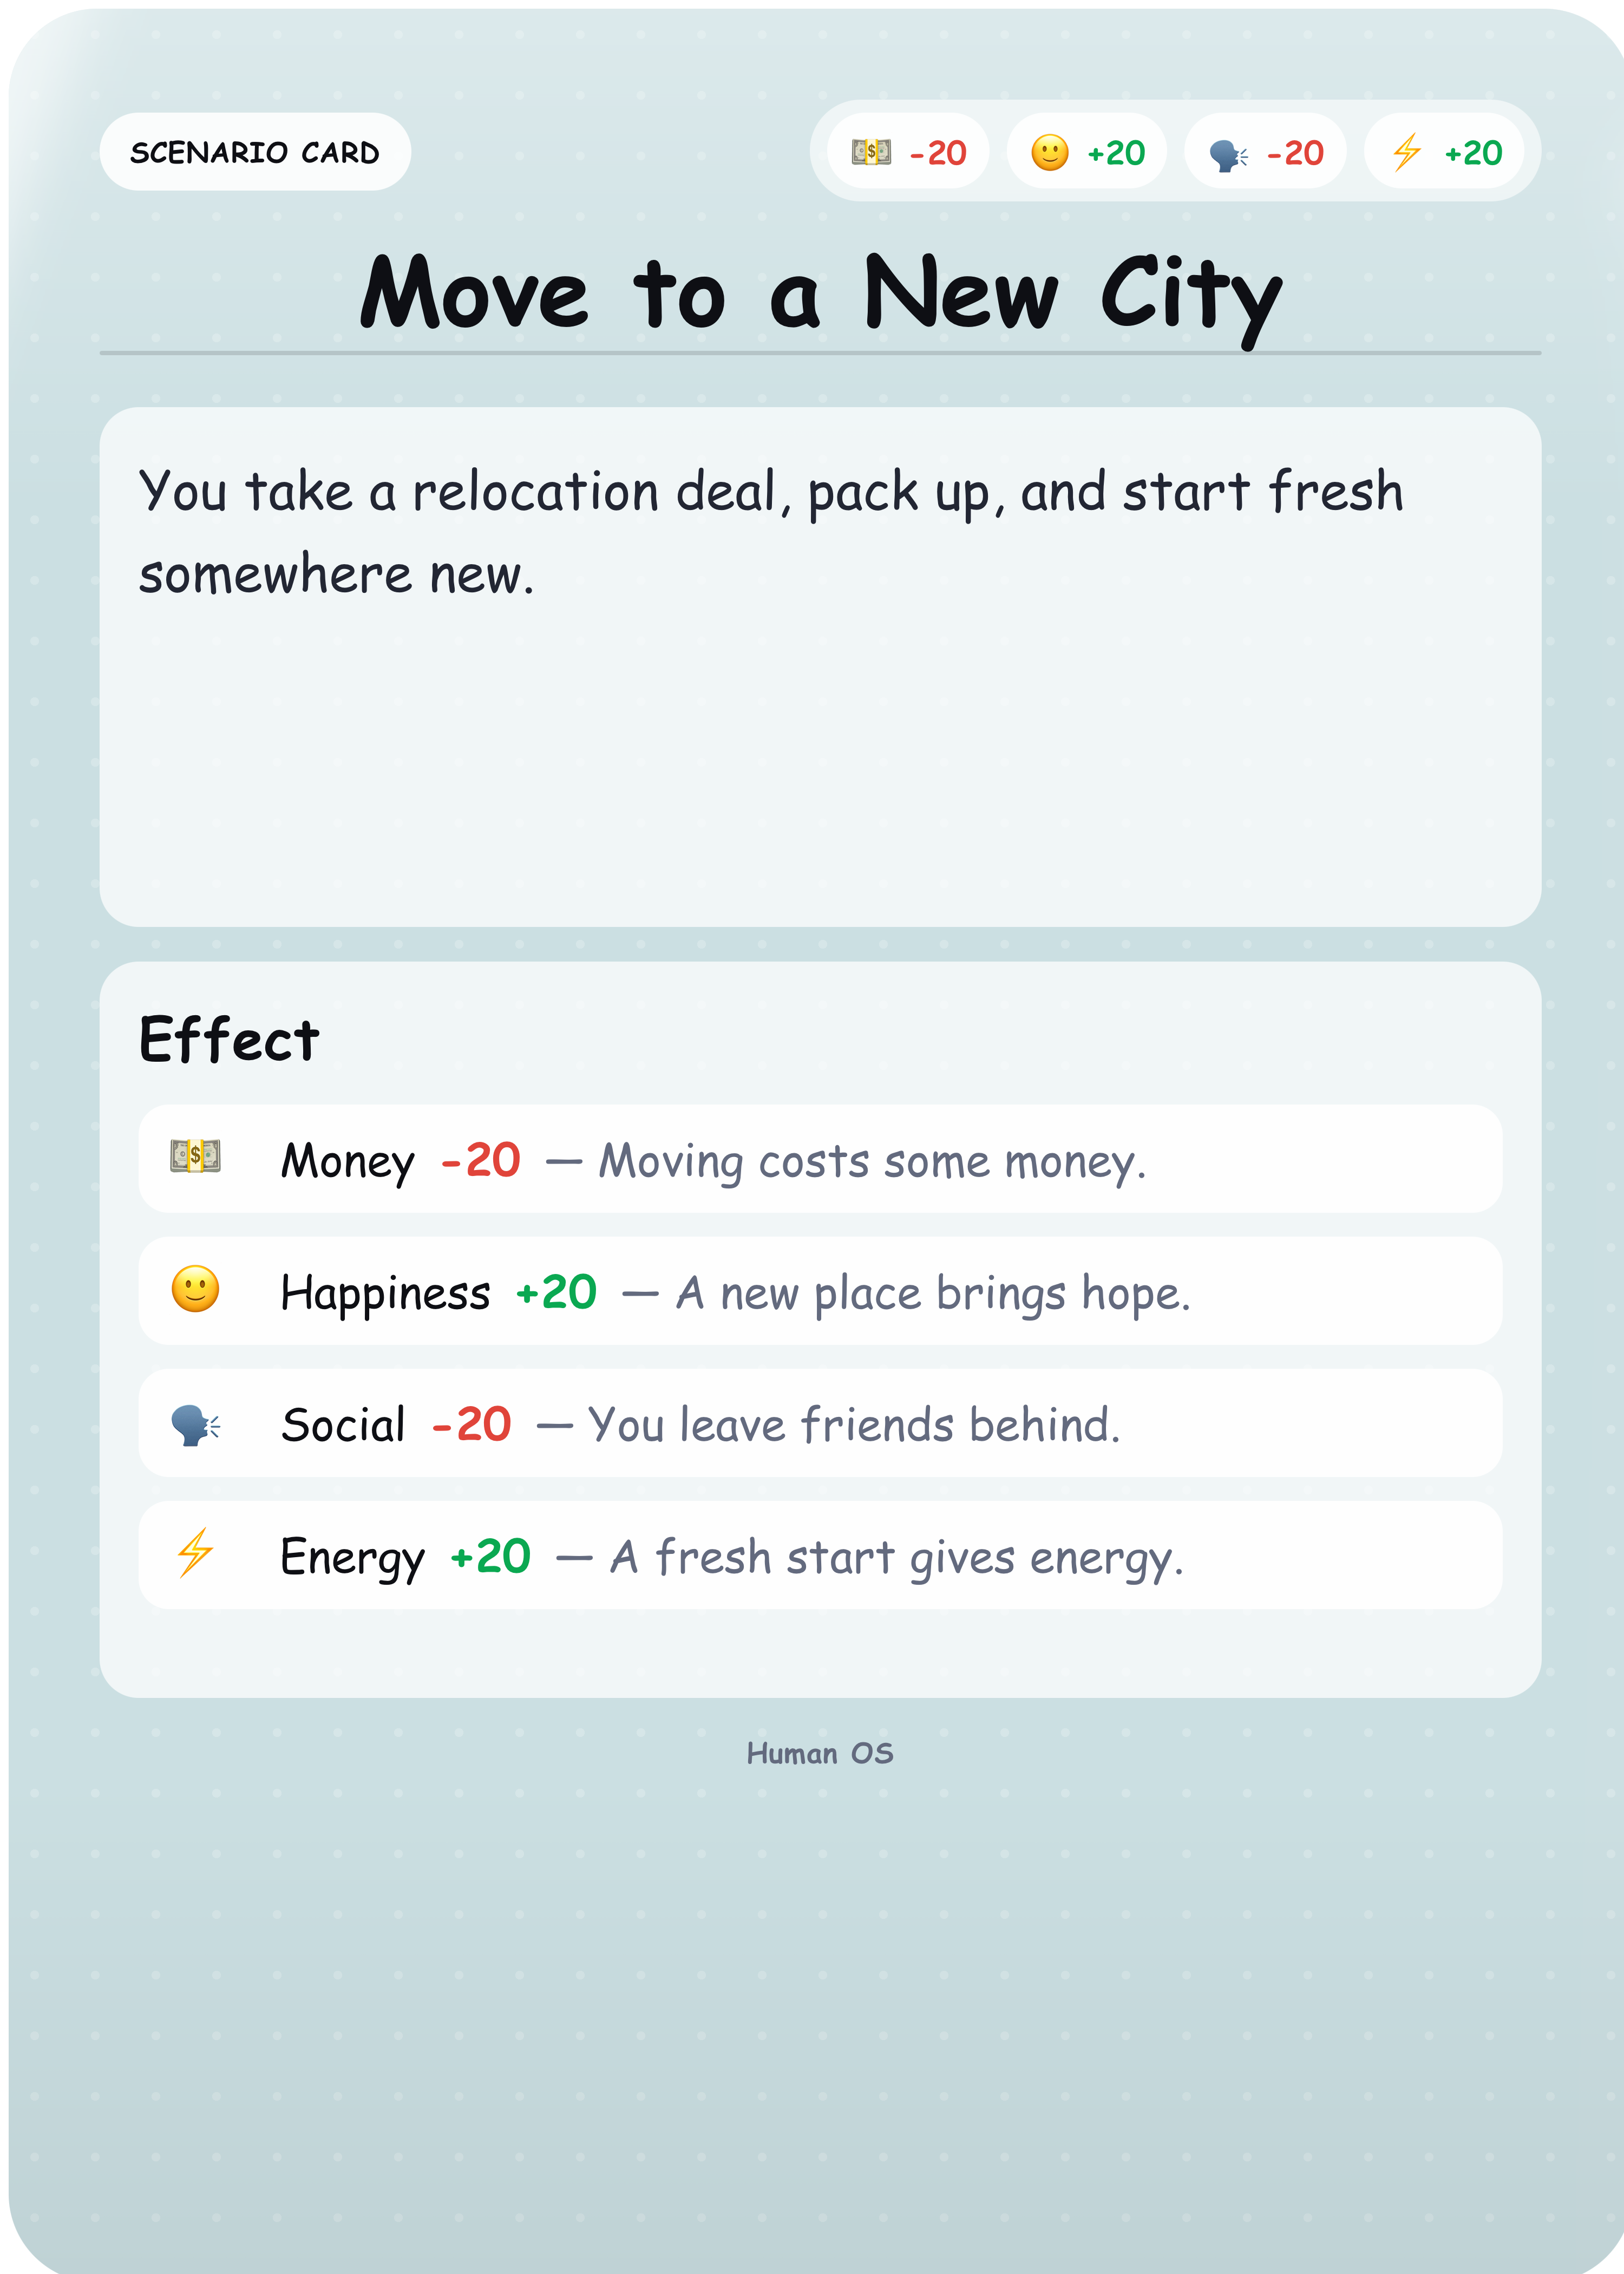 SCENARIO CARD
-20 +20 -20 +20
Move to a New City
You take a relocation deal, pack up, and start fresh
somewhere new.
Effect
Money -20 — Moving costs some money.
Happiness +20 — A new place brings hope.
Social -20 — You leave friends behind.
Energy +20 — A fresh start gives energy.
Human OS